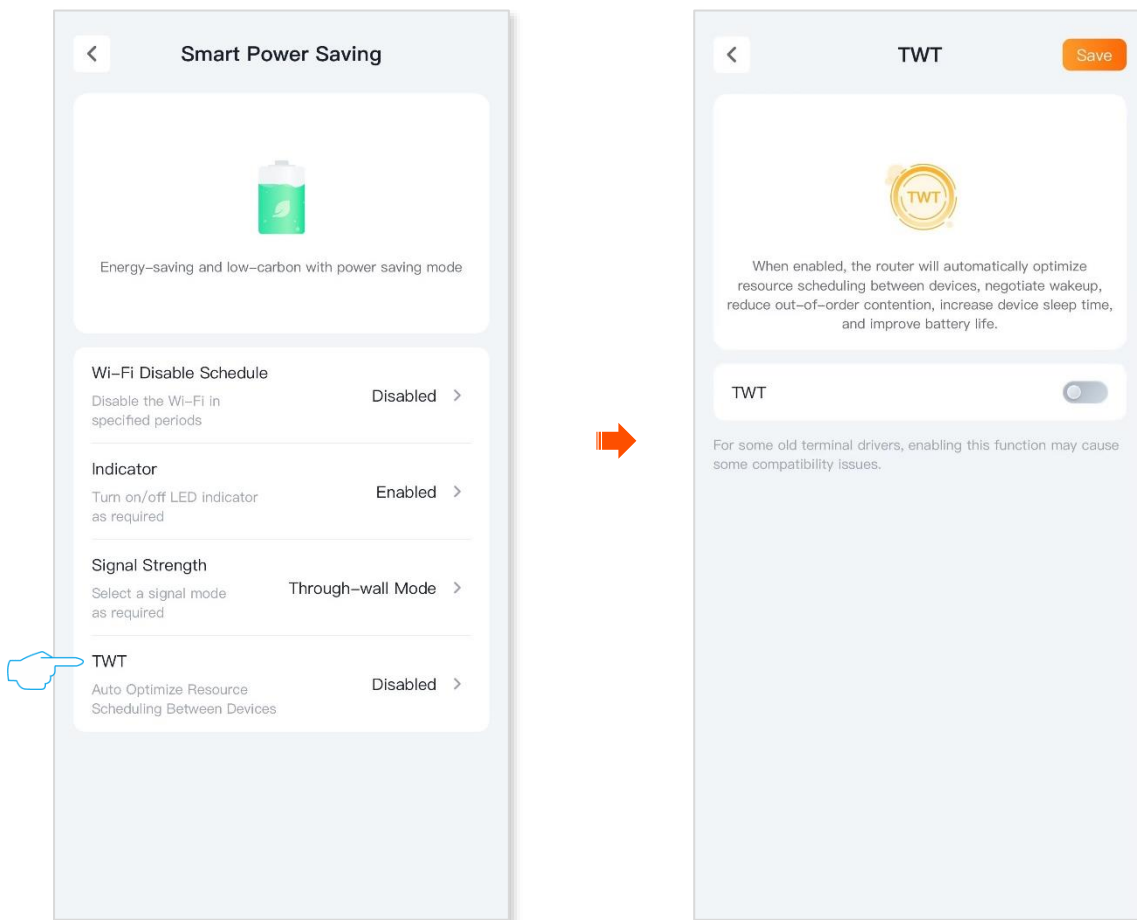 Smart Power Saving
Energy-saving and low-carbon with power saving mode
Wi-Fi Disable Schedule
Disable the Wi-Fi in
specified periods
Disabled
Indicator
Turn on/off LED indicator
as required
Enabled
Signal Strength
Select a signal mode
as required
Through-wall Mode
TWT
Auto Optimize Resource
Scheduling Between Devices
Disabled
TWT
Save
TWT
When enabled, the router will automatically optimize
resource scheduling between devices, negotiate wakeup,
reduce out-of-order contention, increase device sleep time,
and improve battery life.
TWT
For some old terminal drivers, enabling this function may cause
some compatibility issues.